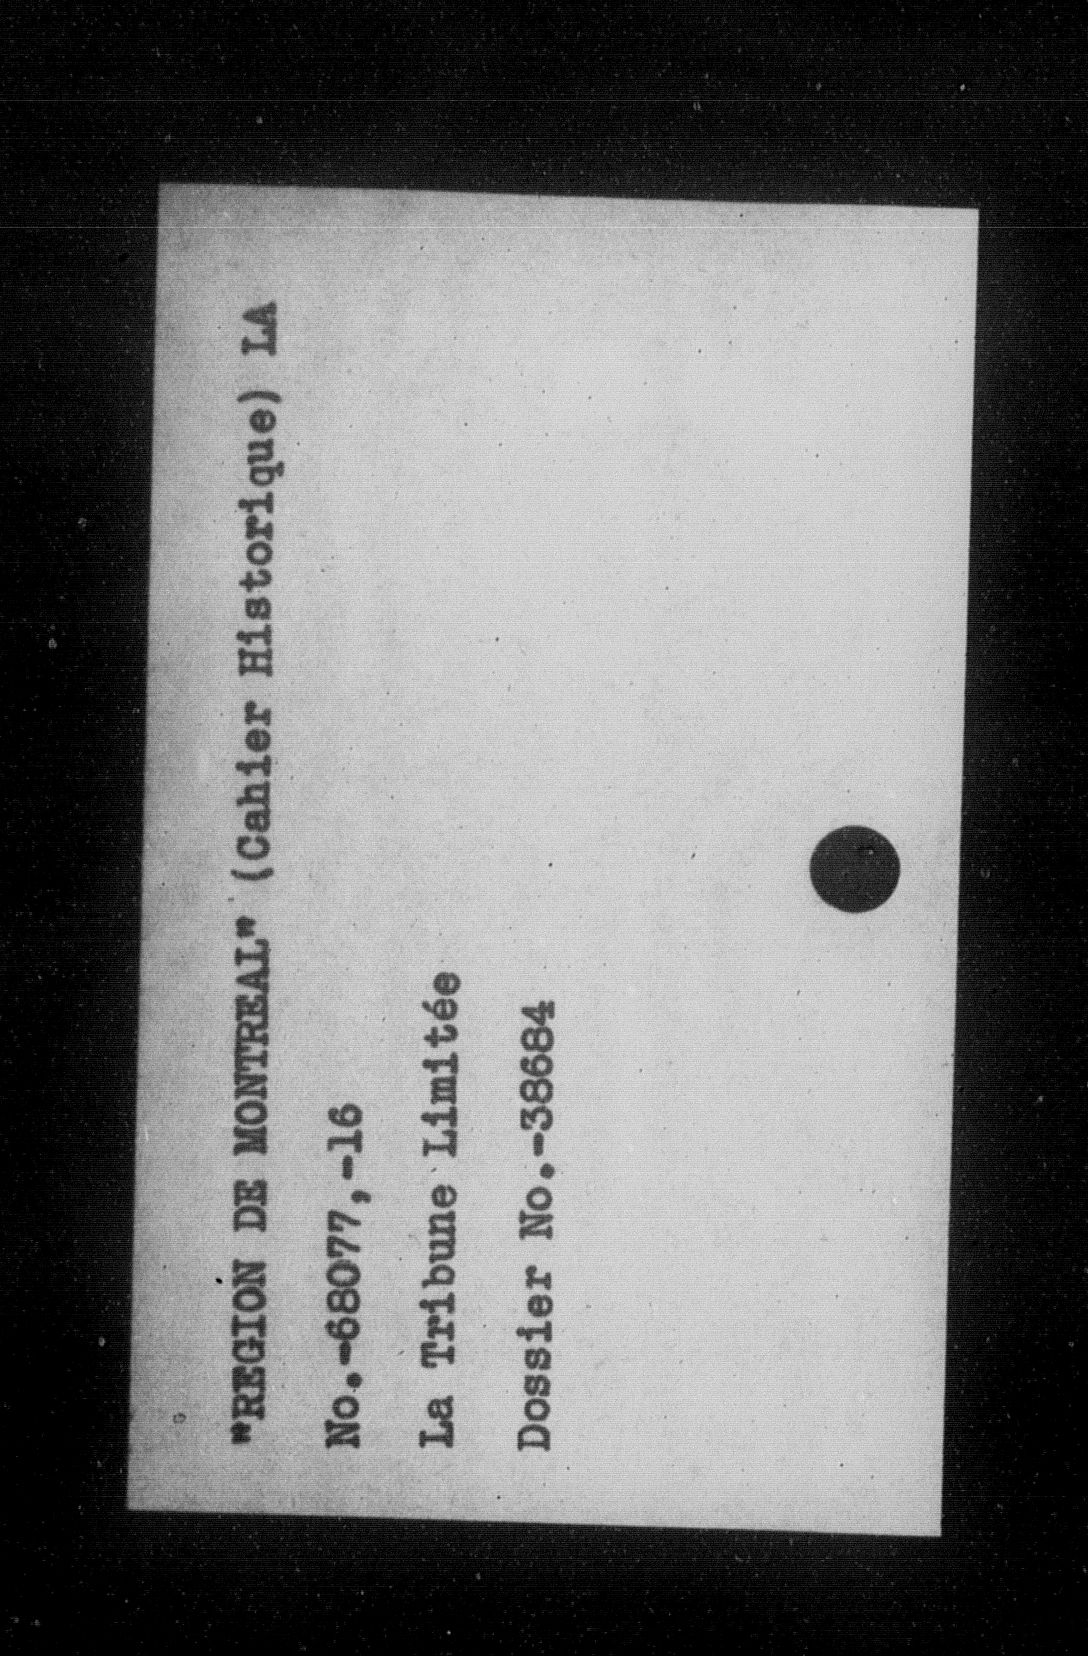 "REGION DE MONTREAL" (Cahier Historique) LA
No.-68077,-16
La Tribune Limitée
Dossier No.-38684